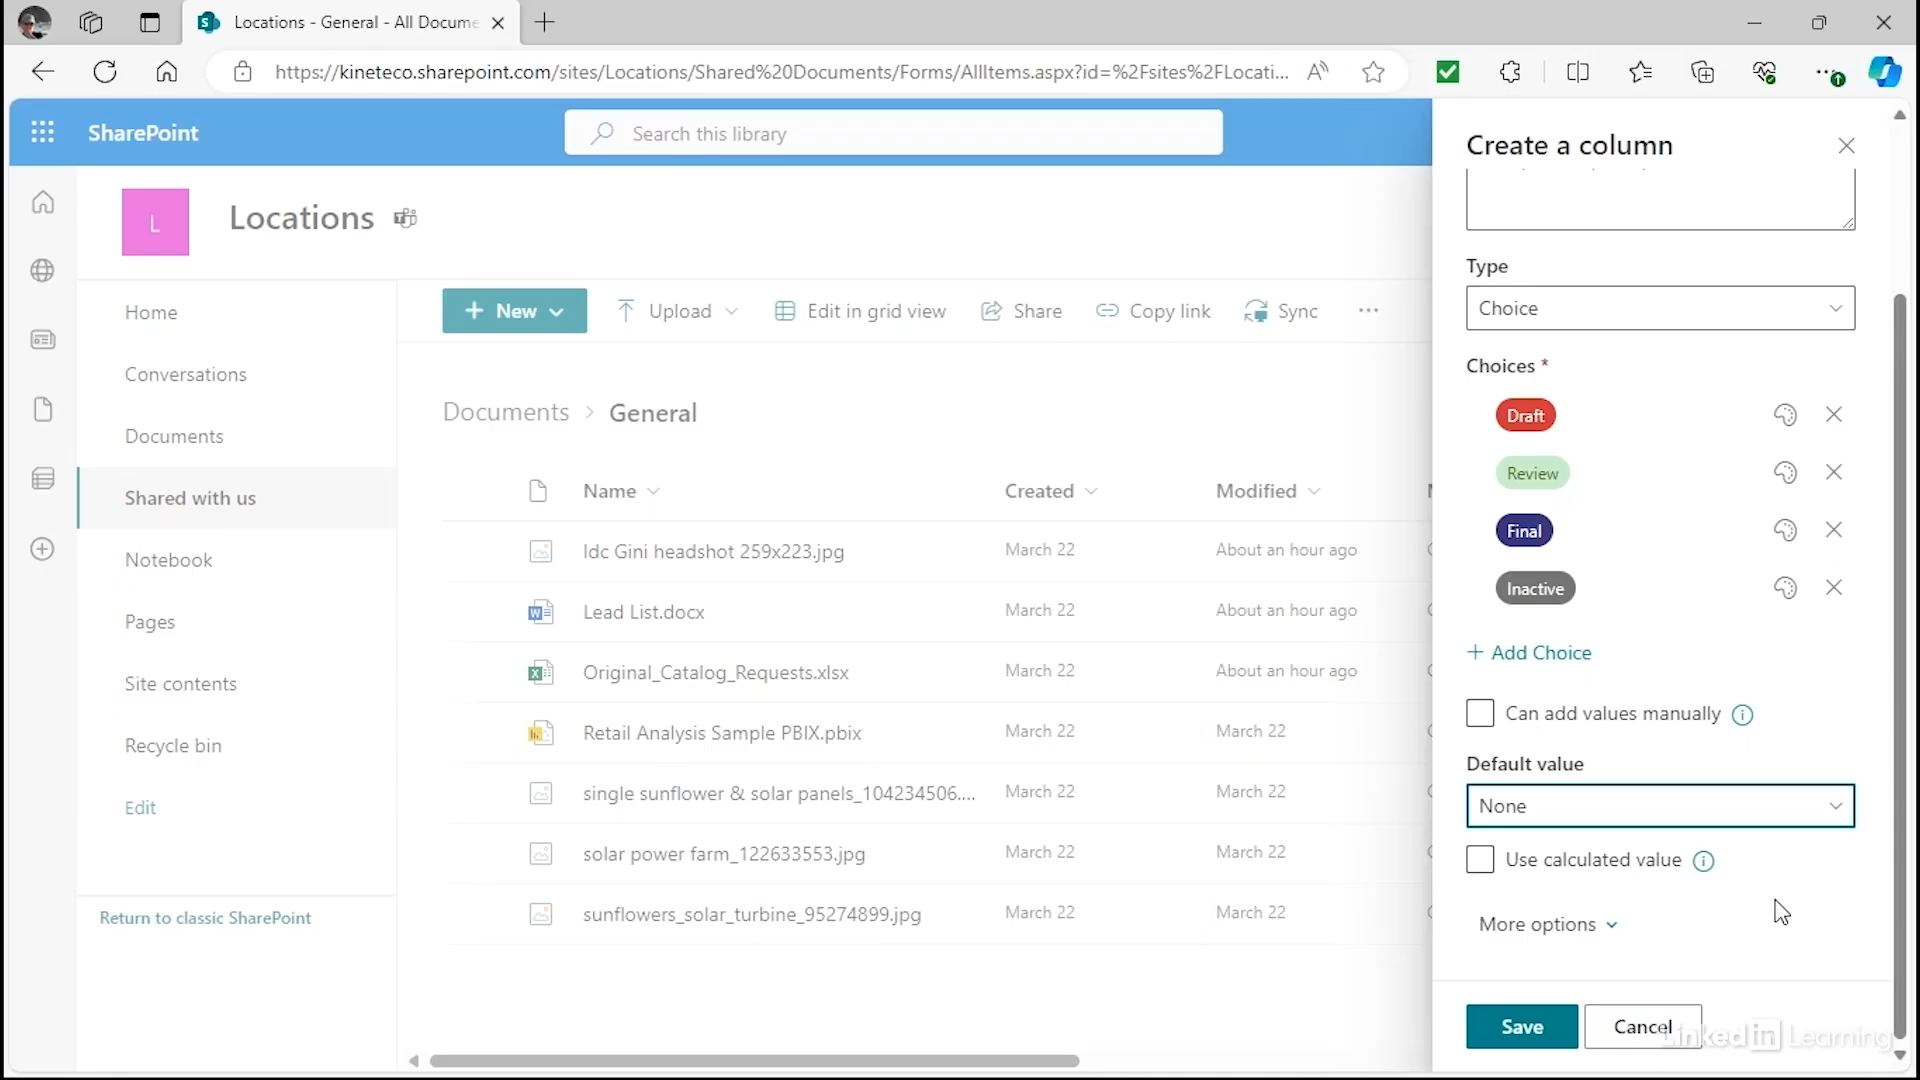 Locations - General - All Docume
https://kineteco.sharepoint.com/sites/Locations/Shared%20Documents/Forms/AllItems.aspx?id=%2Fsites%2FLocati...
SharePoint
Search this library
L
Locations
Home
Conversations
Documents
Shared with us
Notebook
Pages
Site contents
Recycle bin
Edit
Return to classic SharePoint
New
Upload
Edit in grid view
Share
Copy link
Sync
Documents > General
Name Created Modified
ldc Gini headshot 259x223.jpg March 22 About an hour ago
Lead List.docx March 22 About an hour ago
Original_Catalog_Requests.xlsx March 22 About an hour ago
Retail Analysis Sample PBIX.pbix March 22 March 22
single sunflower & solar panels_104234506.... March 22 March 22
solar power farm_122633553.jpg March 22 March 22
sunflowers_solar_turbine_95274899.jpg March 22 March 22
Create a column
Type
Choice
Choices *
Draft
Review
Final
Inactive
+ Add Choice
Can add values manually
Default value
None
Use calculated value
More options
Save
Cancel
LinkedIn Learning